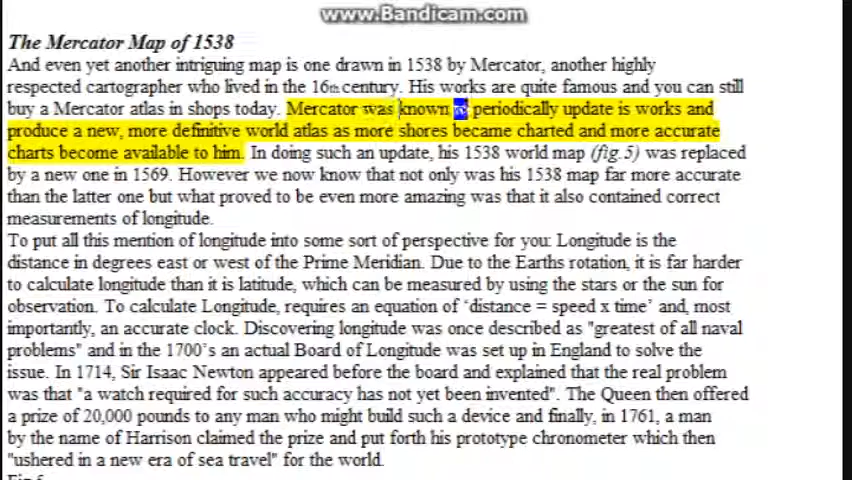 www.Bandicam.com
The Mercator Map of 1538
And even yet another intriguing map is one drawn in 1538 by Mercator, another highly
respected cartographer who lived in the 16th century. His works are quite famous and you can still
buy a Mercator atlas in shops today. Mercator was known to periodically update is works and
produce a new, more definitive world atlas as more shores became charted and more accurate
charts become available to him. In doing such an update, his 1538 world map (fig.5) was replaced
by a new one in 1569. However we now know that not only was his 1538 map far more accurate
than the latter one but what proved to be even more amazing was that it also contained correct
measurements of longitude.
To put all this mention of longitude into some sort of perspective for you: Longitude is the
distance in degrees east or west of the Prime Meridian. Due to the Earths rotation, it is far harder
to calculate longitude than it is latitude, which can be measured by using the stars or the sun for
observation. To calculate Longitude, requires an equation of ‘distance = speed x time’ and, most
importantly, an accurate clock. Discovering longitude was once described as "greatest of all naval
problems" and in the 1700’s an actual Board of Longitude was set up in England to solve the
issue. In 1714, Sir Isaac Newton appeared before the board and explained that the real problem
was that "a watch required for such accuracy has not yet been invented". The Queen then offered
a prize of 20,000 pounds to any man who might build such a device and finally, in 1761, a man
by the name of Harrison claimed the prize and put forth his prototype chronometer which then
"ushered in a new era of sea travel" for the world.